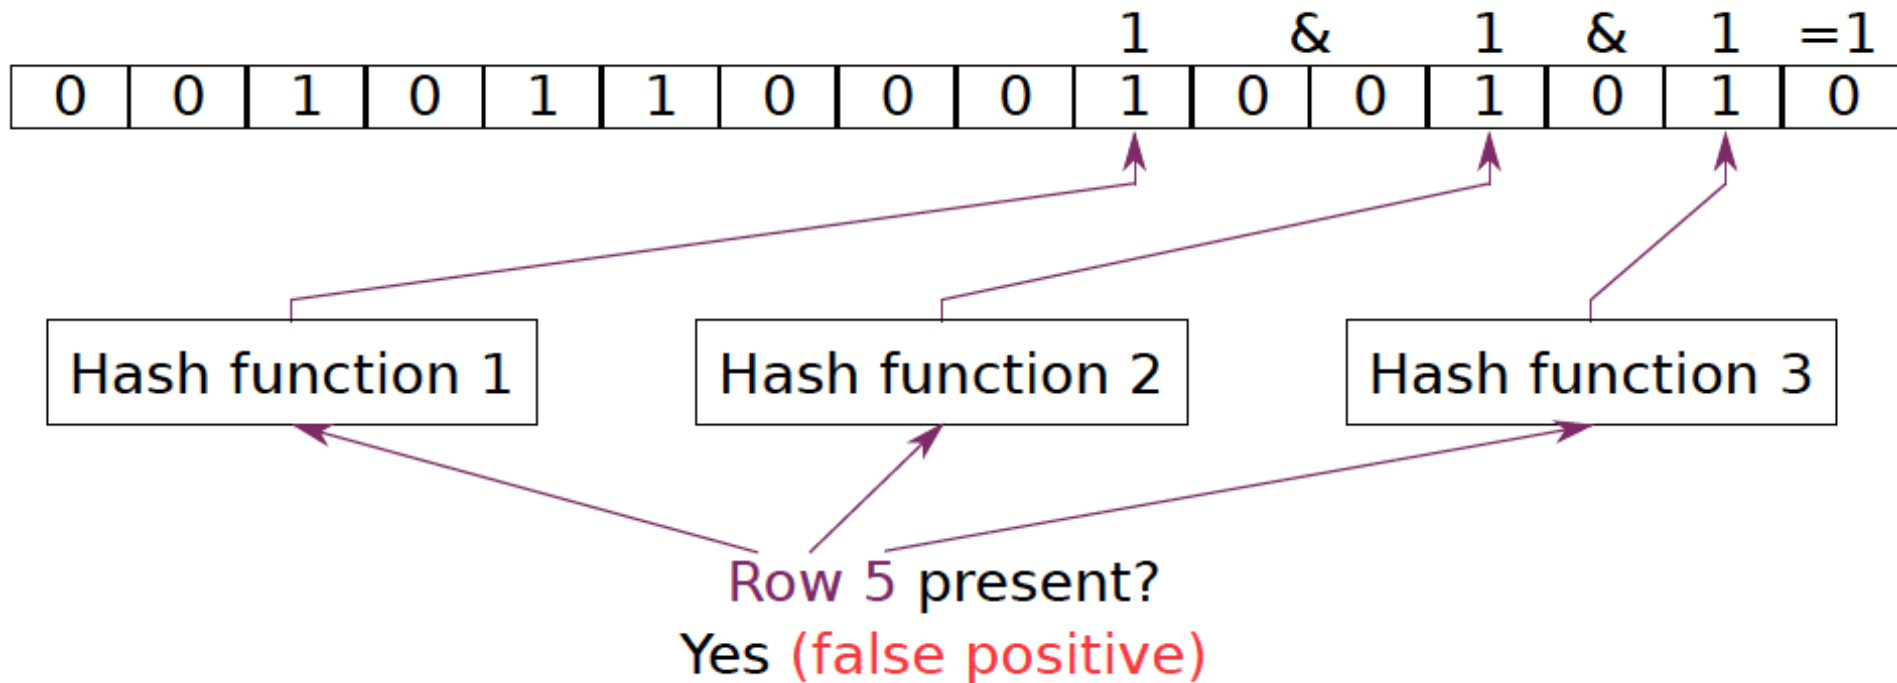 1 & 1 & 1 =1
0 0 1 0 1 1 0 0 0 1 0 0 1 0 1 0
Hash function 1 Hash function 2 Hash function 3
Row 5 present?
Yes (false positive)